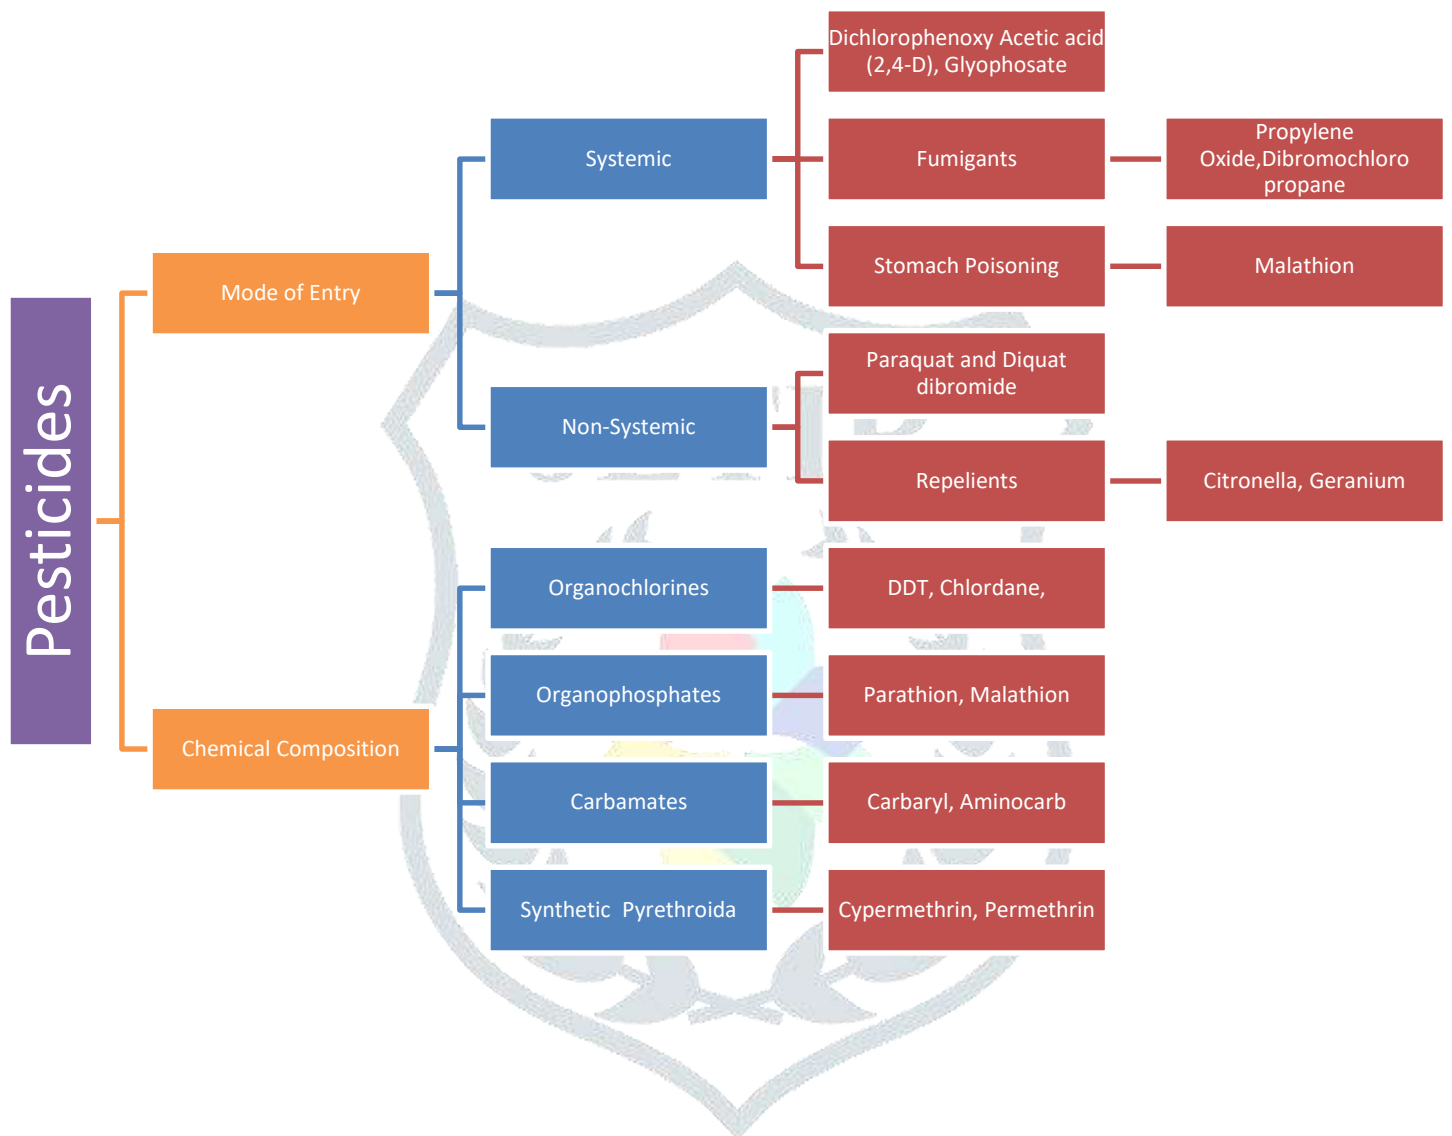 Pesticides
Mode of Entry
Systemic
Dichlorophenoxy Acetic acid
(2,4-D), Glyophosate
Fumigants
Propylene
Oxide,Dibromochloro
propane
Stomach Poisoning
Malathion
Non-Systemic
Paraquat and Diquat
dibromide
Repelients
Citronella, Geranium
Chemical Composition
Organochlorines
DDT, Chlordane,
Organophosphates
Parathion, Malathion
Carbamates
Carbaryl, Aminocarb
Synthetic  Pyrethroida
Cypermethrin, Permethrin